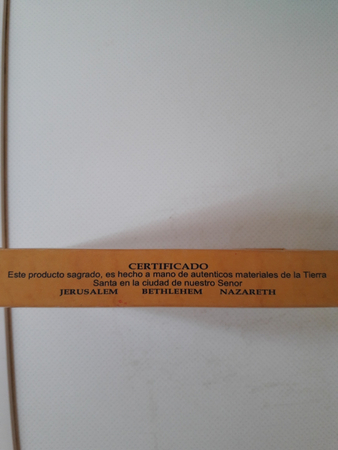 CERTIFICADO
Este producto sagrado, es hecho a mano de autenticos materiales de la Tierra
Santa en la ciudad de nuestro Senor
JERUSALEM BETHLEHEM NAZARETH